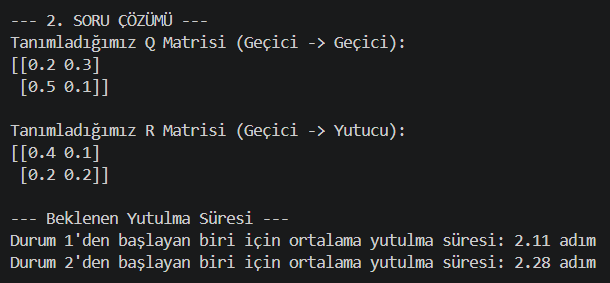 --- 2. SORU ÇÖZÜMÜ ---
Tanımladığımız Q Matrisi (Geçici -> Geçici):
[[0.2 0.3]
 [0.5 0.1]]
Tanımladığımız R Matrisi (Geçici -> Yutucu):
[[0.4 0.1]
 [0.2 0.2]]
--- Beklenen Yutulma Süresi ---
Durum 1'den başlayan biri için ortalama yutulma süresi: 2.11 adım
Durum 2'den başlayan biri için ortalama yutulma süresi: 2.28 adım